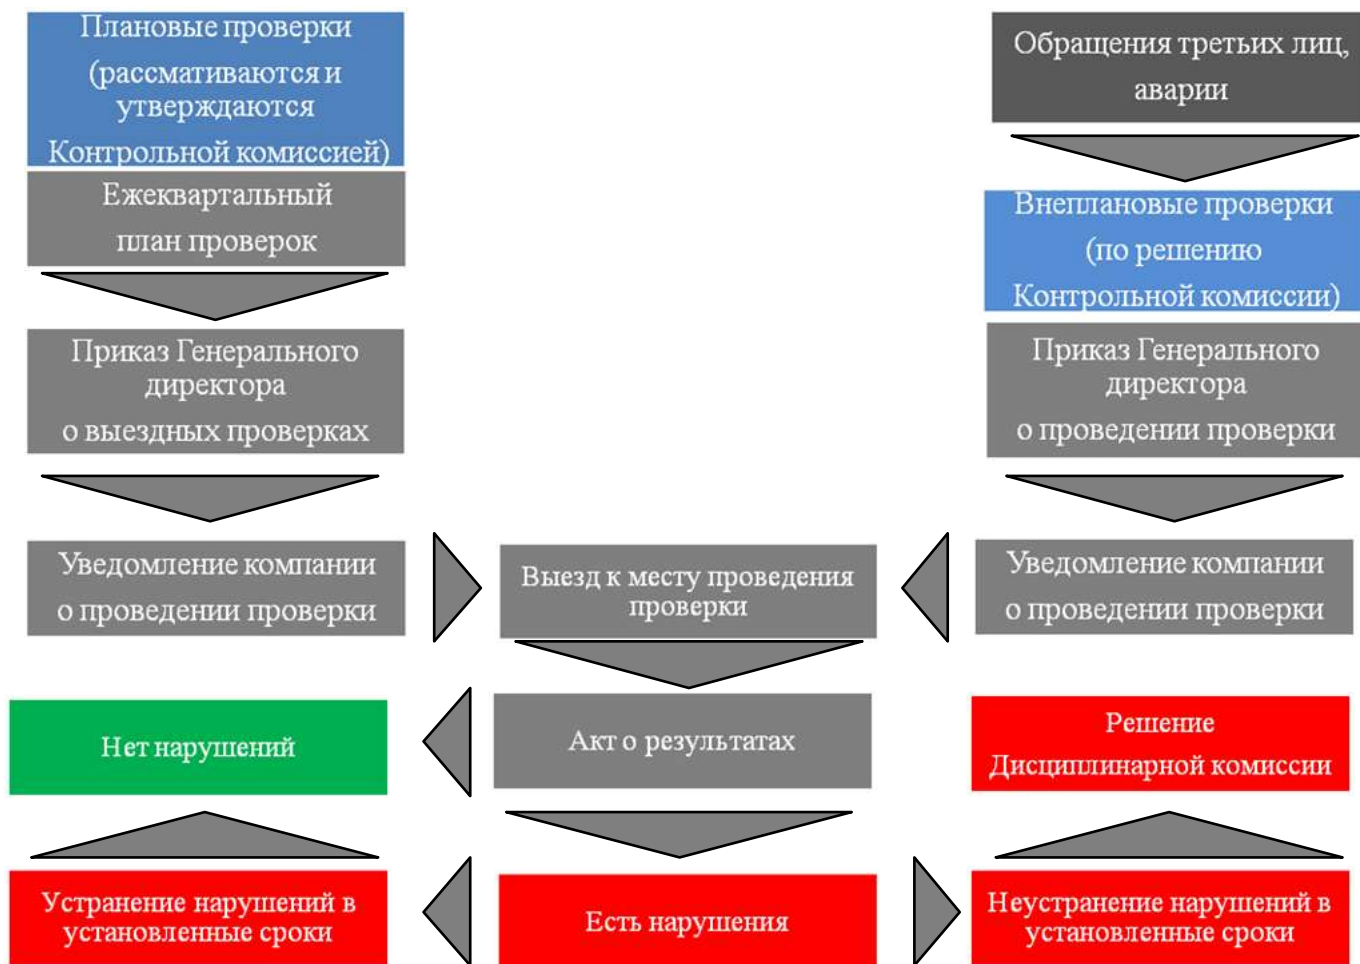 Плановые проверки
(рассмативаются и
утверждаются
Контрольной комиссией)
Ежеквартальный
план проверок
Приказ Генерального
директора
о выездных проверках
Уведомление компании
о проведении проверки
Обращения третьих лиц,
аварии
Внеплановые проверки
(по решению
Контрольной комиссии)
Приказ Генерального
директора
о проведении проверки
Уведомление компании
о проведении проверки
Выезд к месту проведения
проверки
Нет нарушений
Акт о результатах
Решение
Дисциплинарной комиссии
Устранение нарушений в
установленные сроки
Есть нарушения
Неустранение нарушений в
установленные сроки